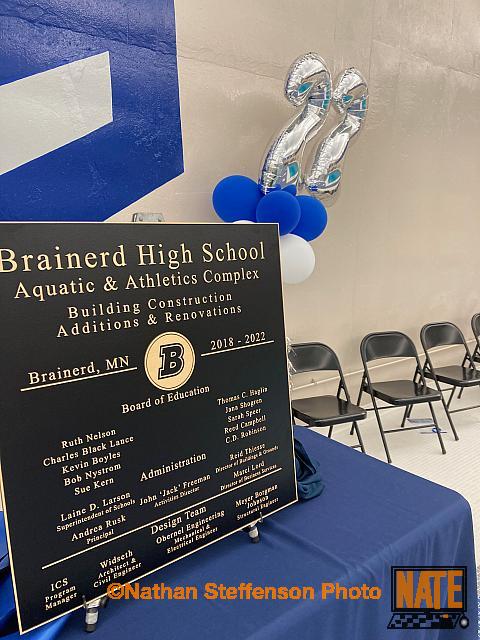 22
Brainerd High School
Aquatic & Athletics Complex
Building Construction
Additions & Renovations
Brainerd, MN
B
2018 - 2022
Board of Education
Ruth Nelson
Charles Black Lance
Kevin Boyles
Bob Nystrom
Sue Kern
Thomas C. Haglin
Jana Shogren
Sarah Speer
Reed Campbell
C.D. Robinson
Administration
Laine D. Larson
Superintendent of Schools
Andrea Rusk
Principal
John 'Jack' Freeman
Activities Director
Reid Thiesse
Director of Buildings & Grounds
Marci Lord
Director of Business Services
Design Team
ICS
Program
Manager
Widseth
Architect &
Civil Engineer
Obernel Engineering
Mechanical &
Electrical Engineer
Meyer Borgman
Johnson
Structural Engineer
©Nathan Steffenson Photo
NATE